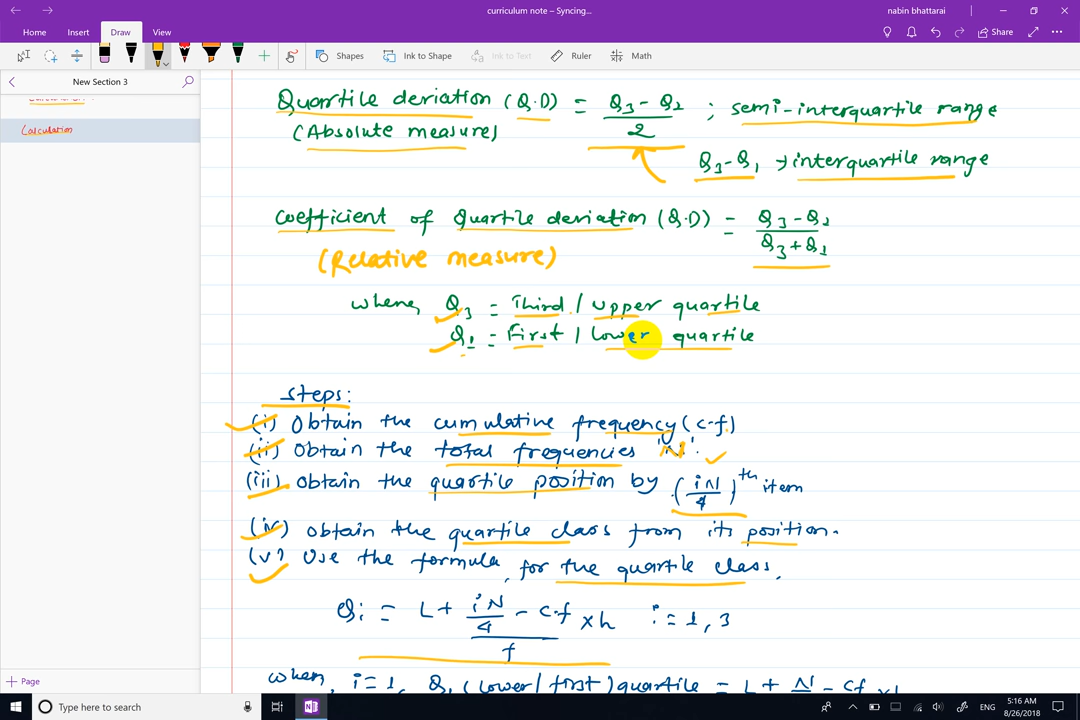 curriculum note – Syncing...
nabin bhattarai
Home Insert Draw View
Share
Shapes Ink to Shape Ink to Text Ruler Math
New Section 3
Calculation
+ Page
Quartile deriation (Q.D) = Q3 – Q1 / 2 ; semi-interquartile range
(Absolute measure)
Q3 – Q1 → interquartile range
Coefficient of Quartile deviation (Q.D) = Q3 – Q1 / Q3 + Q1
(Relative measure)
where, Q3 = Third / upper quartile
Q1 = First / lower quartile
steps:
(i) Obtain the cumulative frequency (c.f)
(ii) obtain the total frequencies 'N'.
(iii) obtain the quartile position by (iN/4)th item
(iv) obtain the quartile class from its position.
(v) Use the formula, for the quartile class,
Qi = L + iN/4 – c.f / f × h i = 1, 3
when, i=1, Q1 (lower/first) quartile = L + N – cf × h
Type here to search
ENG
5:16 AM
8/26/2018